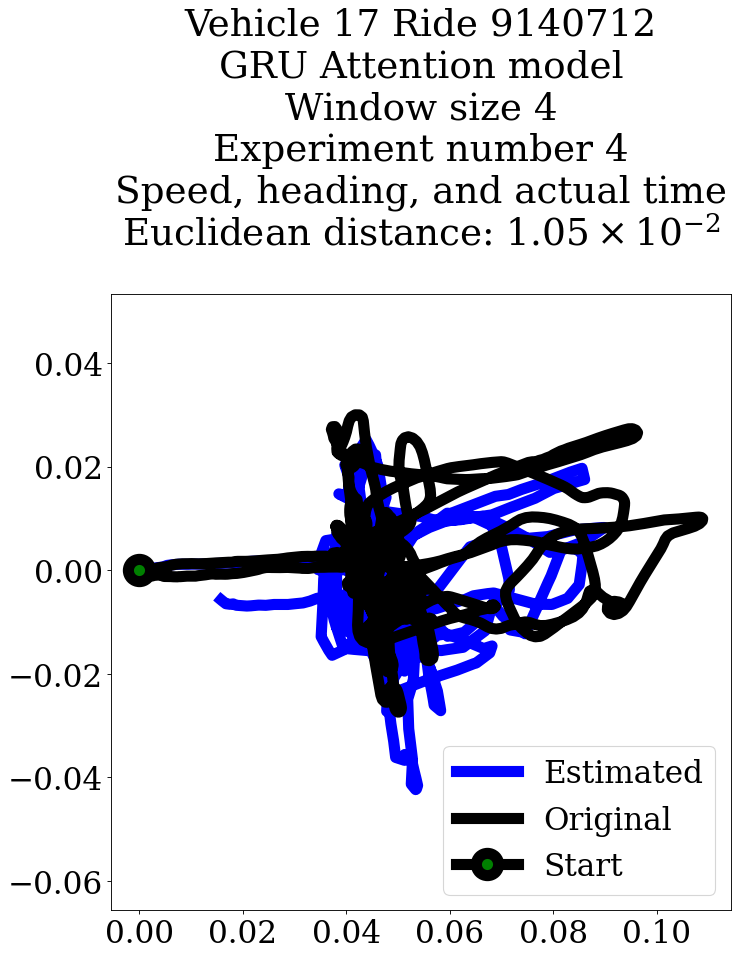 Vehicle 17 Ride 9140712
GRU Attention model
Window size 4
Experiment number 4
Speed, heading, and actual time
Euclidean distance: 1.05 × 10⁻²
0.04
0.02
0.00
−0.02
−0.04
−0.06
0.00 0.02 0.04 0.06 0.08 0.10
Estimated
Original
Start